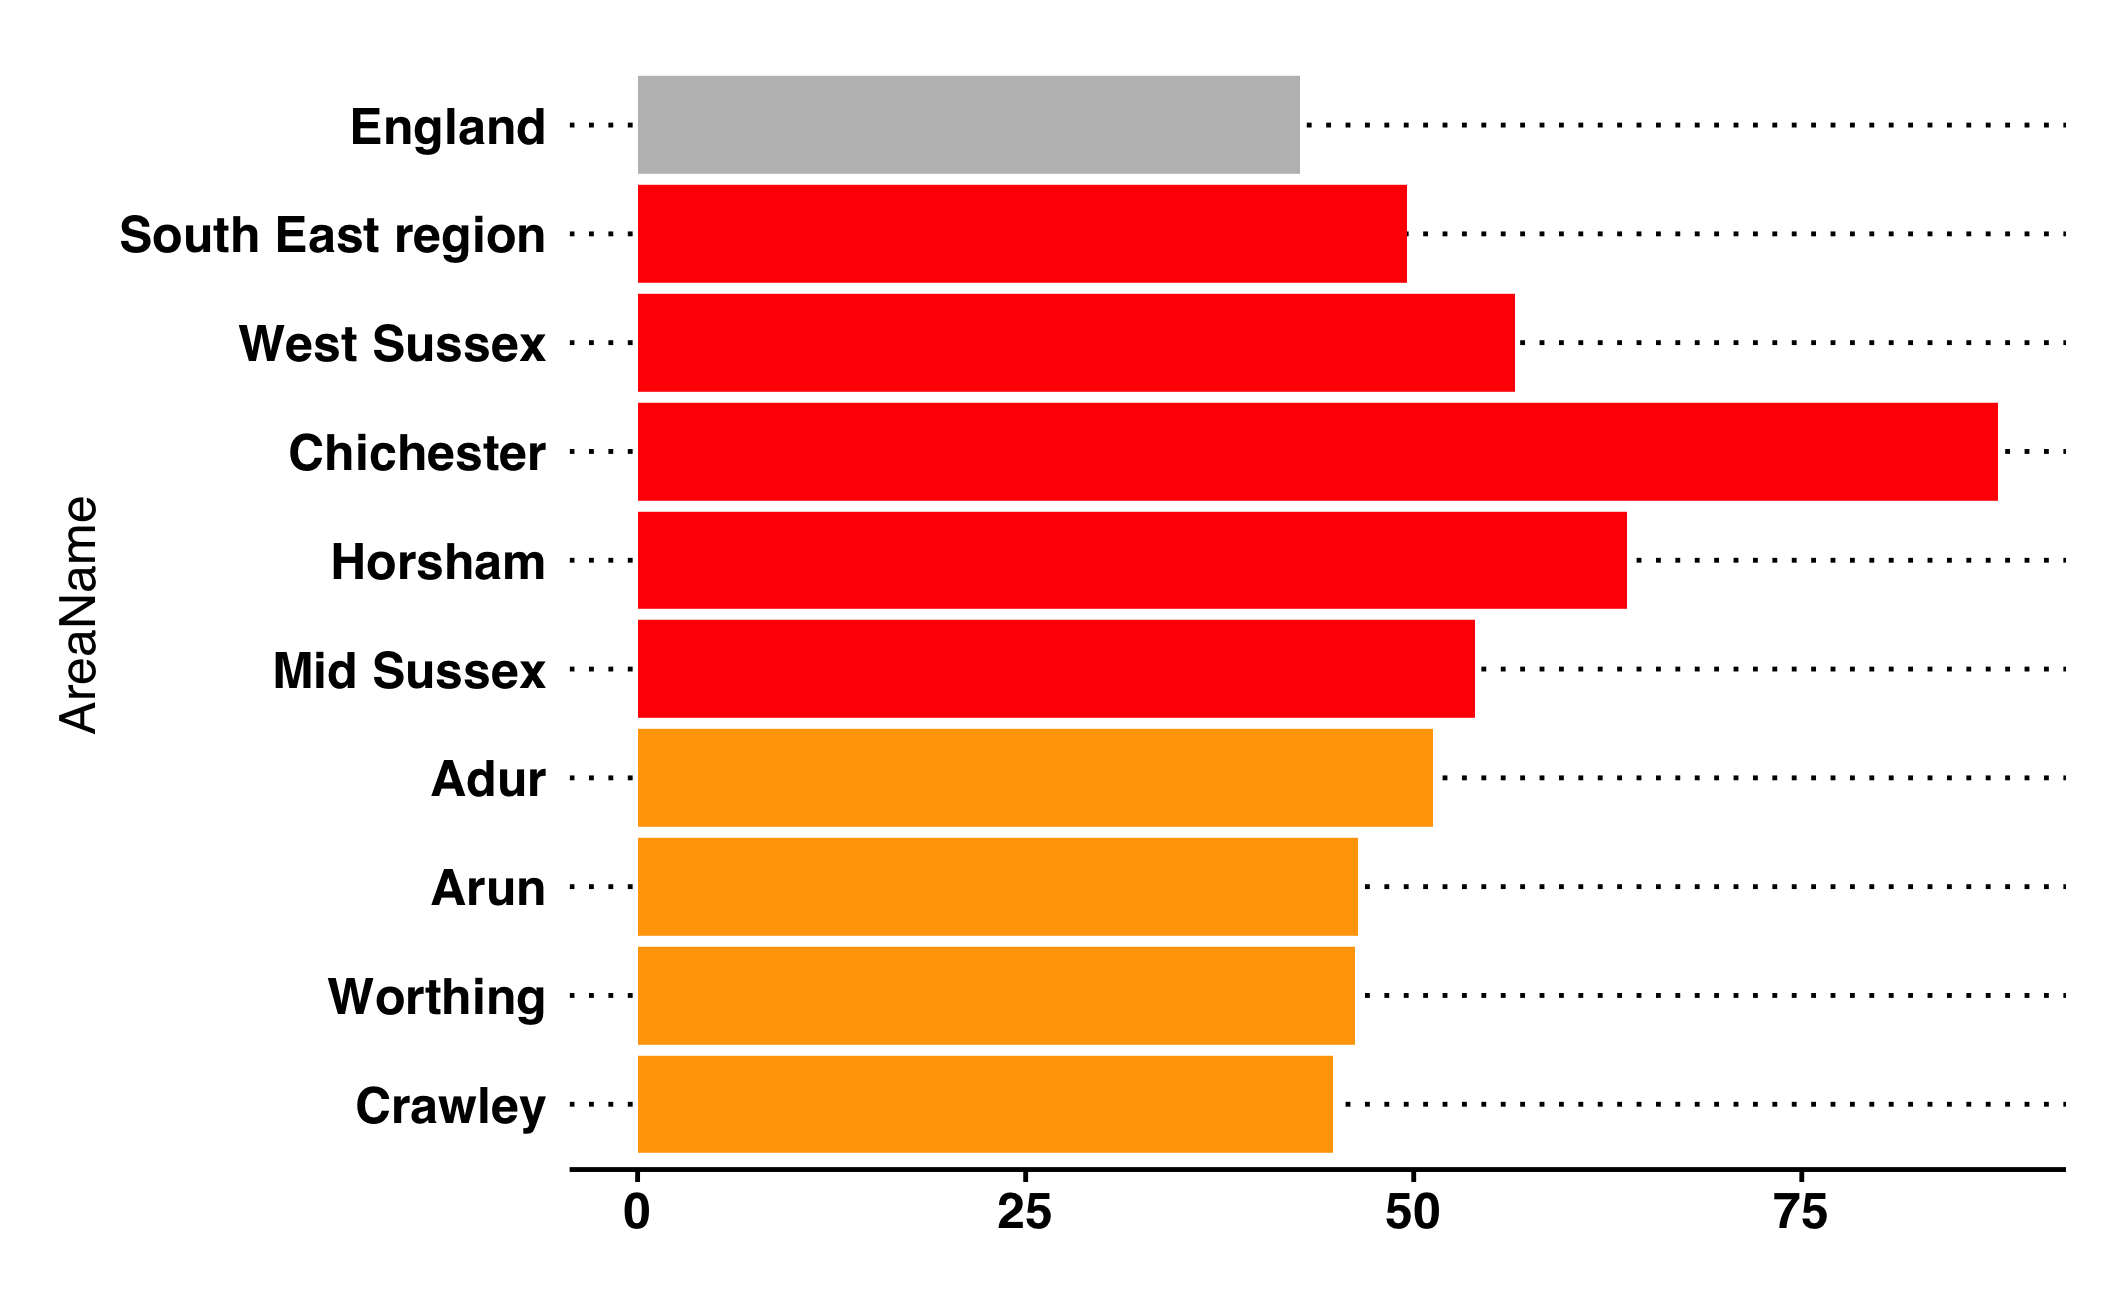 England
South East region
West Sussex
Chichester
Horsham
Mid Sussex
Adur
Arun
Worthing
Crawley
AreaName
0 25 50 75